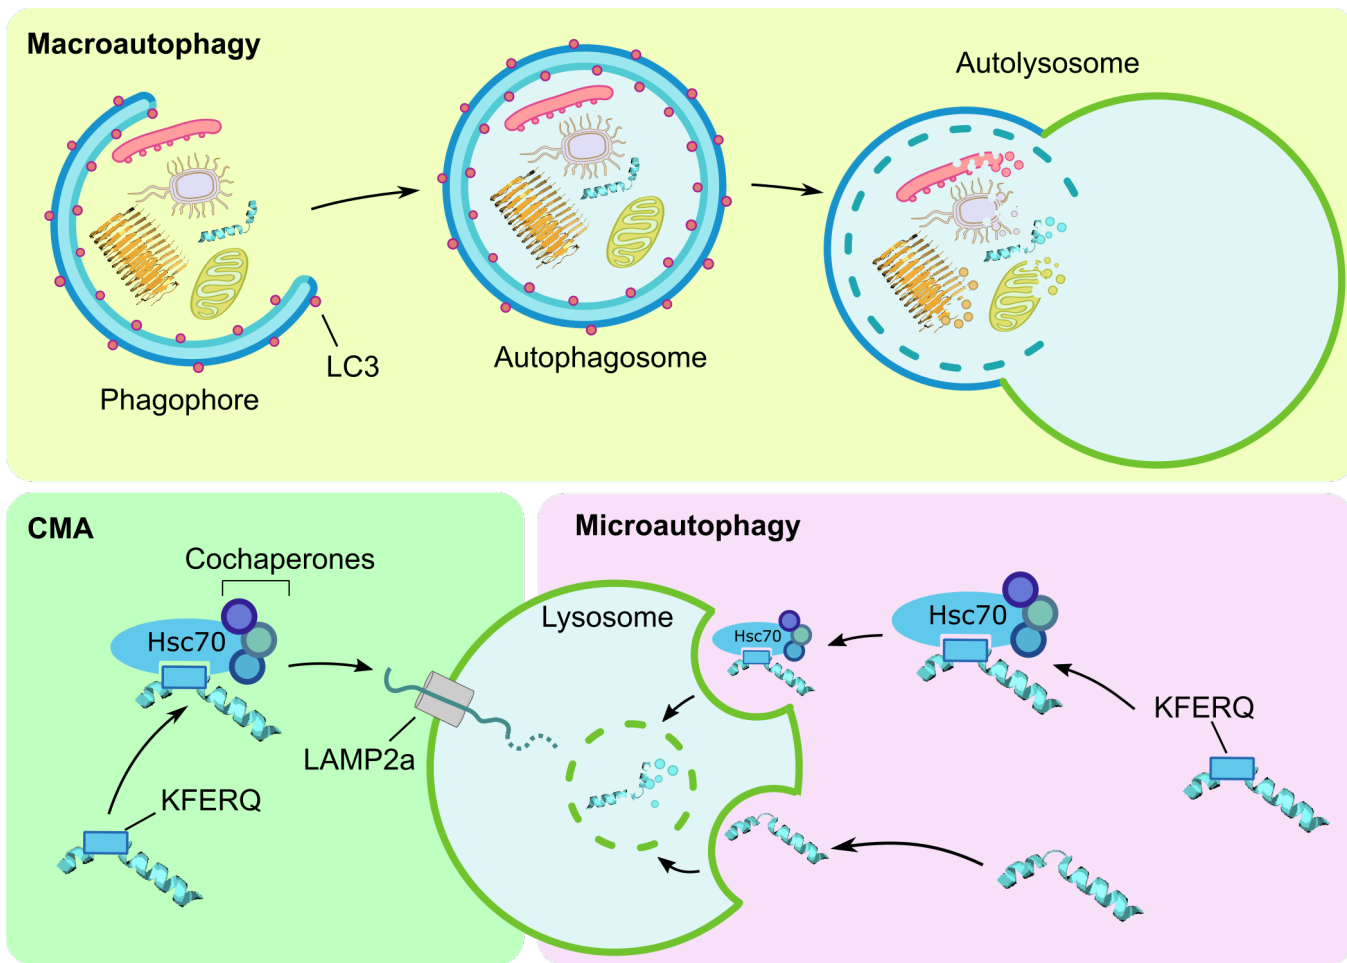 Macroautophagy
Autolysosome
LC3
Autophagosome
Phagophore
CMA
Cochaperones
Hsc70
LAMP2a
KFERQ
Microautophagy
Lysosome
Hsc70
Hsc70
KFERQ